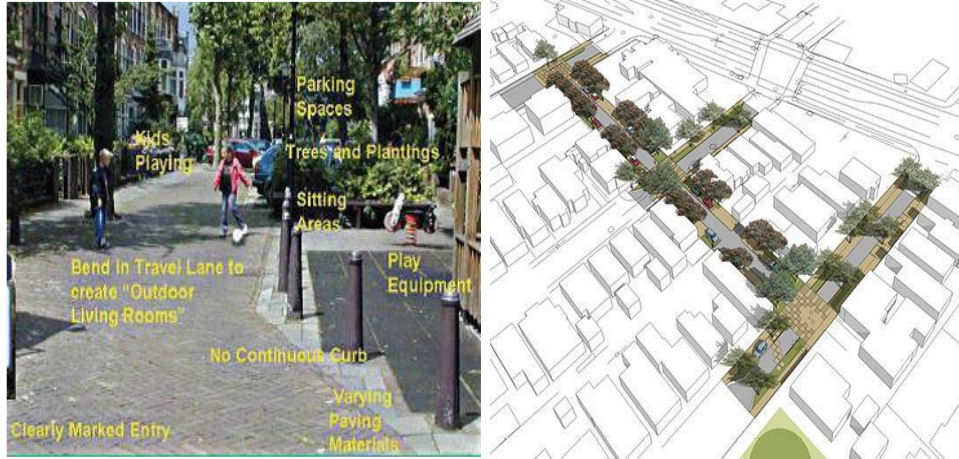 Parking
Spaces
Kids
Playing
Trees and Plantings
Sitting
Areas
Play
Equipment
Bend in Travel Lane to
create "Outdoor
Living Rooms"
No Continuous Curb
Varying
Paving
Materials
Clearly Marked Entry